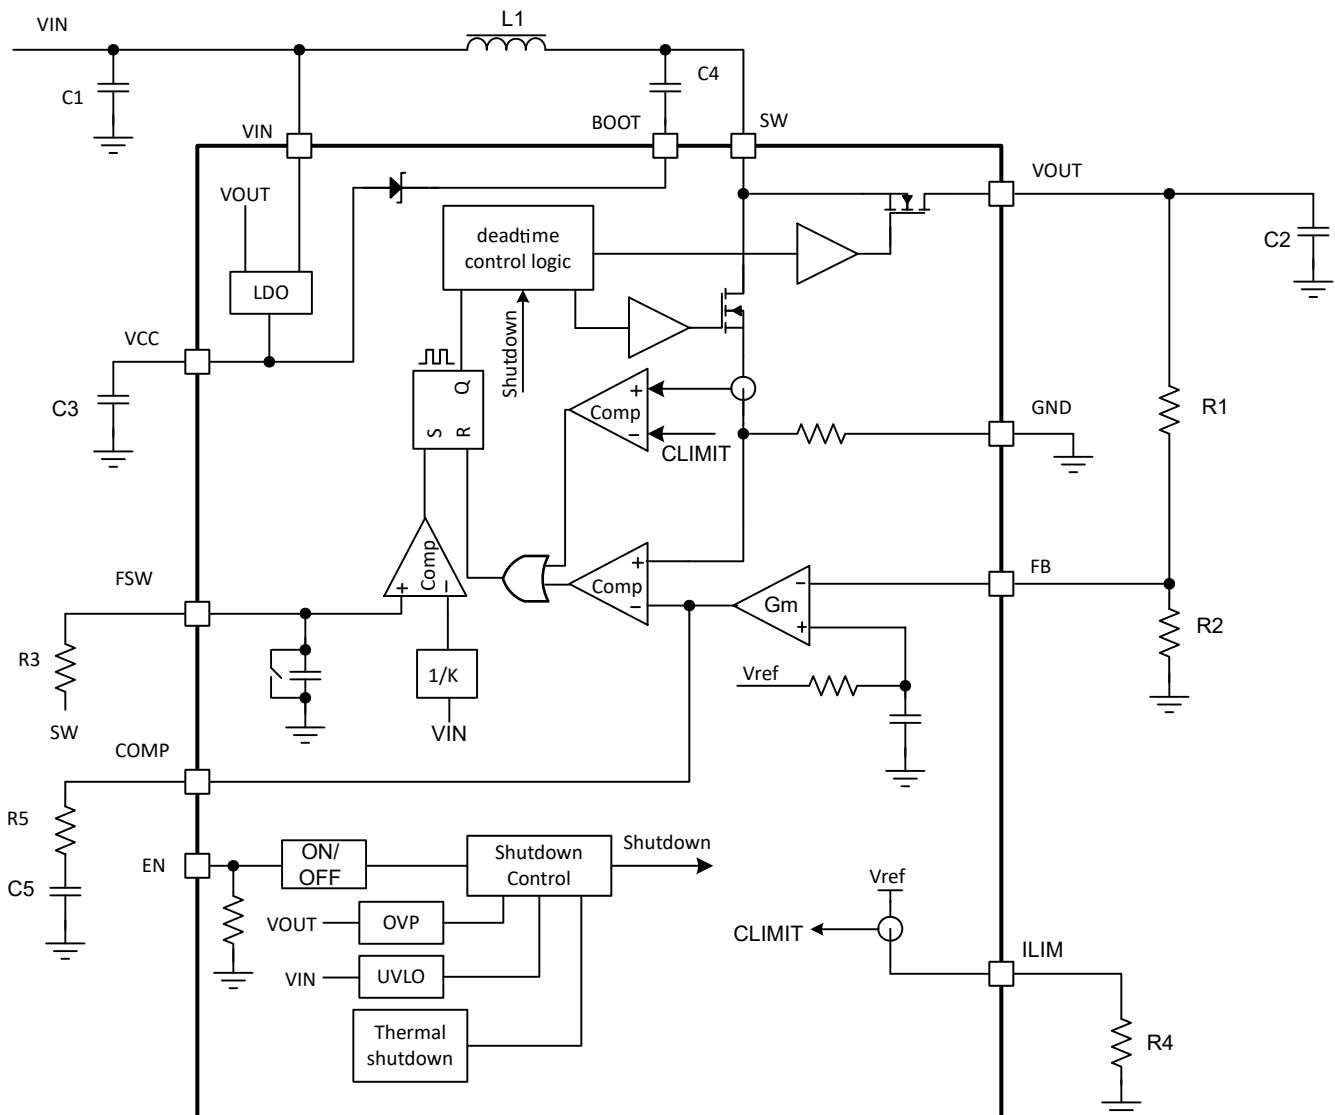 VIN
L1
C1
C4
VIN
BOOT
SW
VOUT
VOUT
deadtime
control logic
C2
LDO
VCC
Shutdown
C3
Q
S
R
+
Comp
−
CLIMIT
GND
R1
FSW
Comp
+
−
+
Comp
−
−
Gm
+
FB
R2
R3
SW
1/K
VIN
Vref
COMP
R5
C5
EN
ON/
OFF
Shutdown
Control
Shutdown
VOUT
OVP
VIN
UVLO
Thermal
shutdown
Vref
CLIMIT
ILIM
R4